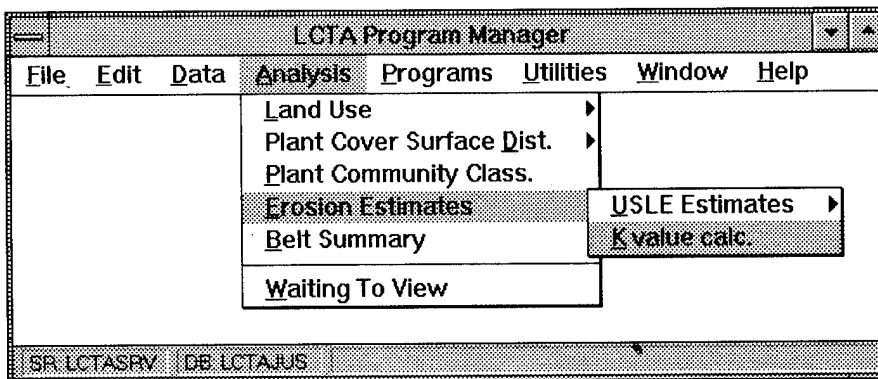 LCTA Program Manager
File Edit Data Analysis Programs Utilities Window Help
Land Use
Plant Cover Surface Dist.
Plant Community Class.
Erosion Estimates
USLE Estimates
Belt Summary
K value calc.
Waiting To View
SR: LCTASRV DB: LCTAJUS